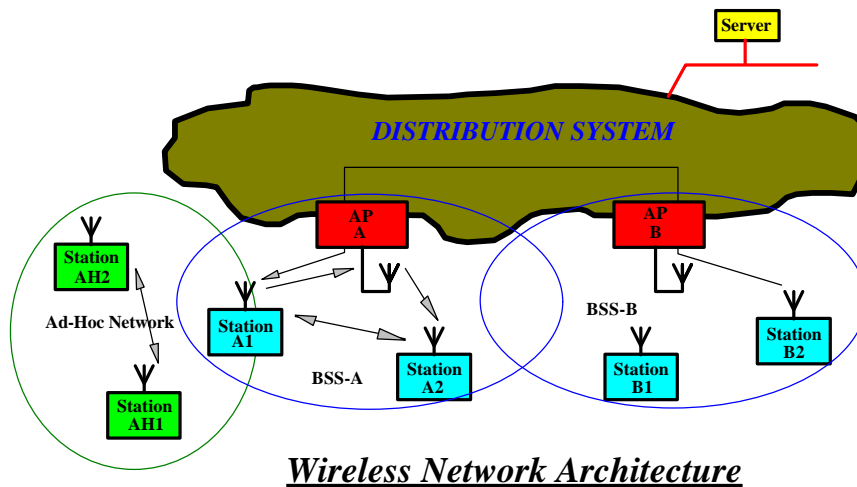 Server
DISTRIBUTION SYSTEM
AP
A
AP
B
Station
AH2
Ad-Hoc Network
Station
A1
BSS-A
Station
A2
BSS-B
Station
B1
Station
B2
Station
AH1
Wireless Network Architecture